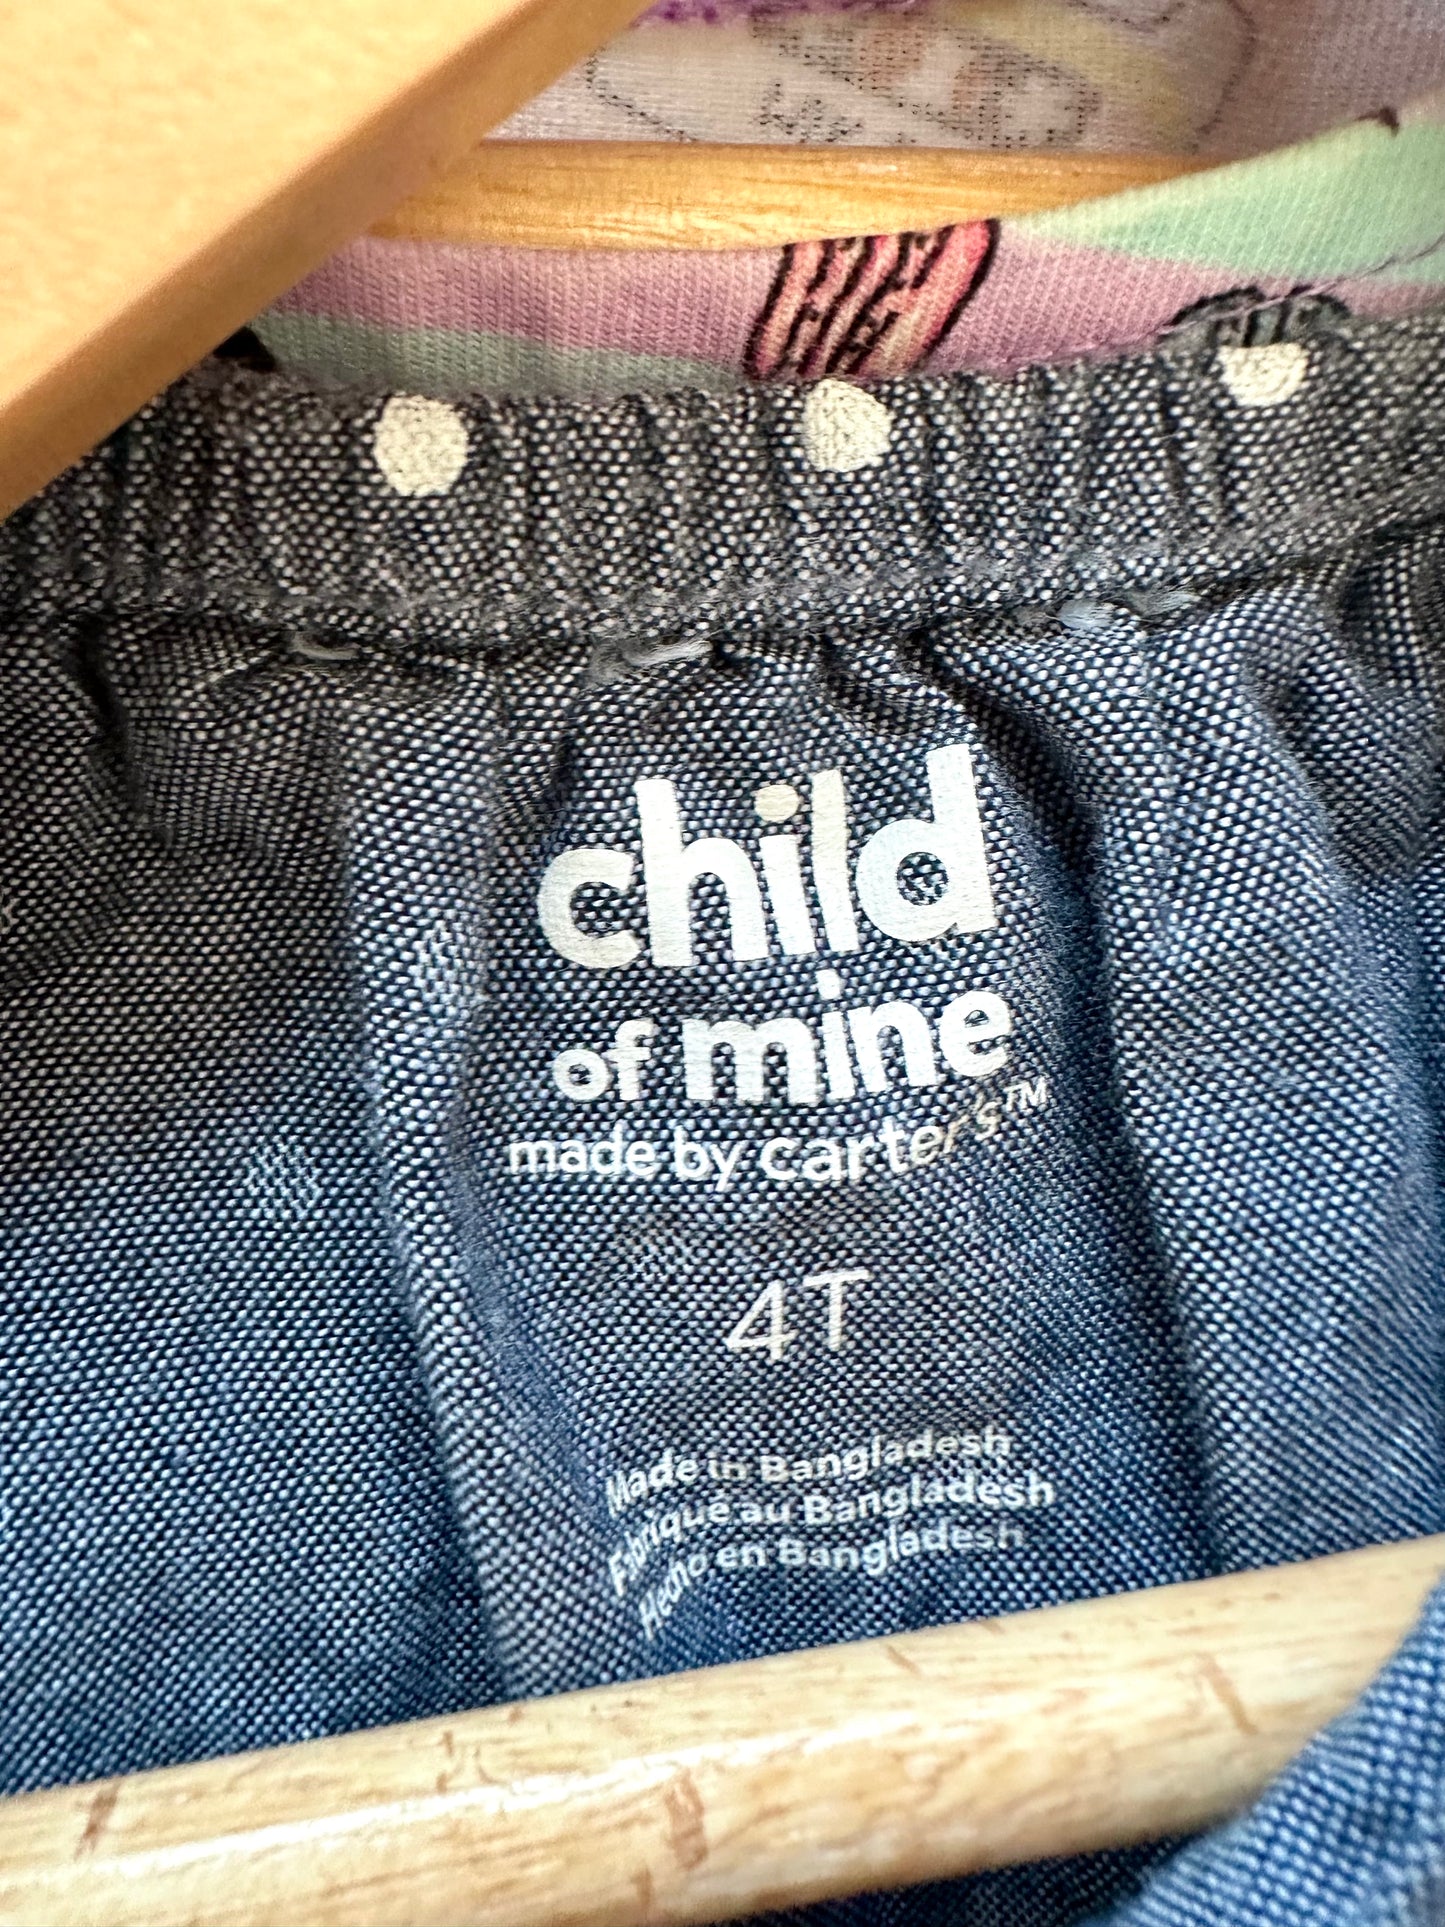 child
of mine
made by carter's™
4T
Made in Bangladesh
Fabriqué au Bangladesh
Hecho en Bangladesh